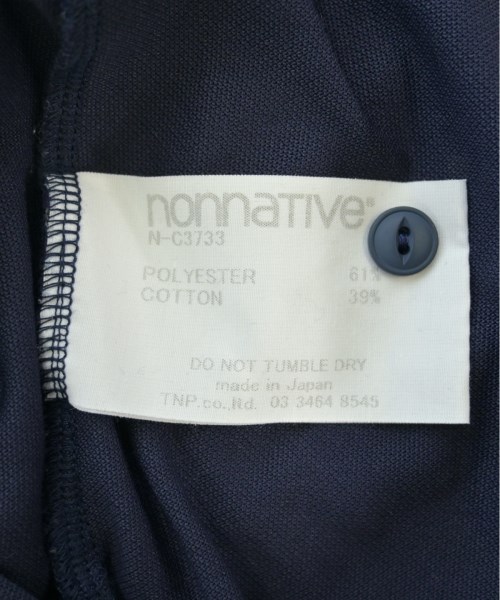 nonnative®
N-C3733
POLYESTER 61%
COTTON 39%
DO NOT TUMBLE DRY
made in Japan
TNP.co.,ltd. 03 3464 8545